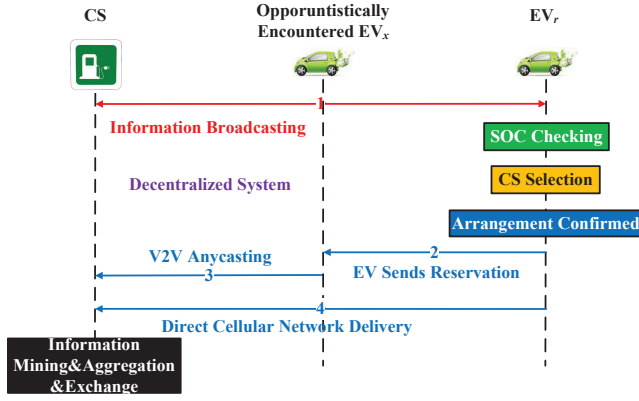 CS
Opporuntistically
Encountered EVx
EVr
1
Information Broadcasting
SOC Checking
Decentralized System
CS Selection
Arrangement Confirmed
V2V Anycasting
2
3
EV Sends Reservation
4
Direct Cellular Network Delivery
Information
Mining&Aggregation
&Exchange